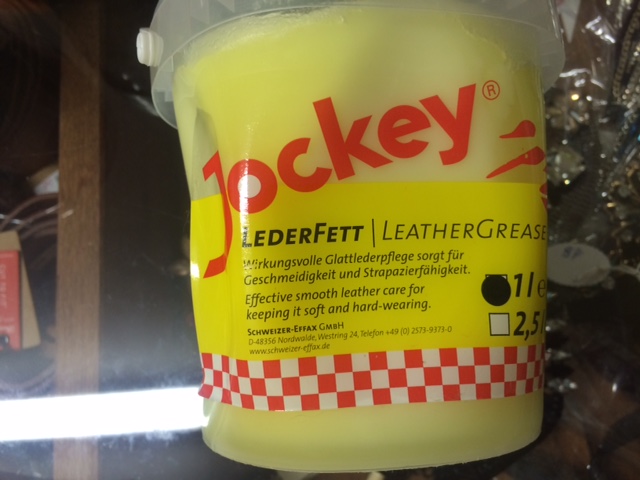 Jockey®
LEDERFETT | LEATHERGREASE
Wirkungsvolle Glattlederpflege sorgt für
Geschmeidigkeit und Strapazierfähigkeit.
Effective smooth leather care for
keeping it soft and hard-wearing.
1 l e
2,5 l
SCHWEIZER-EFFAX GMBH
D-48356 Nordwalde, Westring 24, Telefon +49 (0) 2573-9373-0
www.schweizer-effax.de